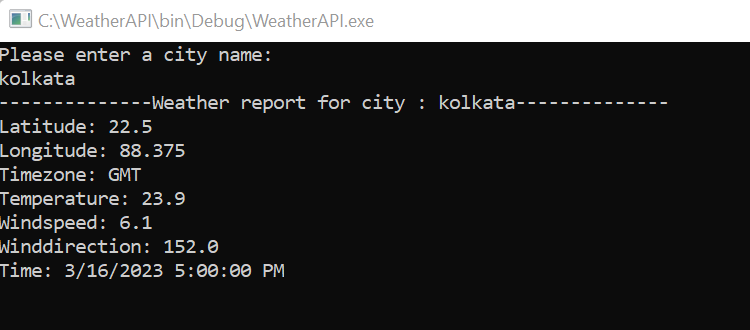 C:\WeatherAPI\bin\Debug\WeatherAPI.exe
Please enter a city name:
kolkata
--------------Weather report for city : kolkata--------------
Latitude: 22.5
Longitude: 88.375
Timezone: GMT
Temperature: 23.9
Windspeed: 6.1
Winddirection: 152.0
Time: 3/16/2023 5:00:00 PM